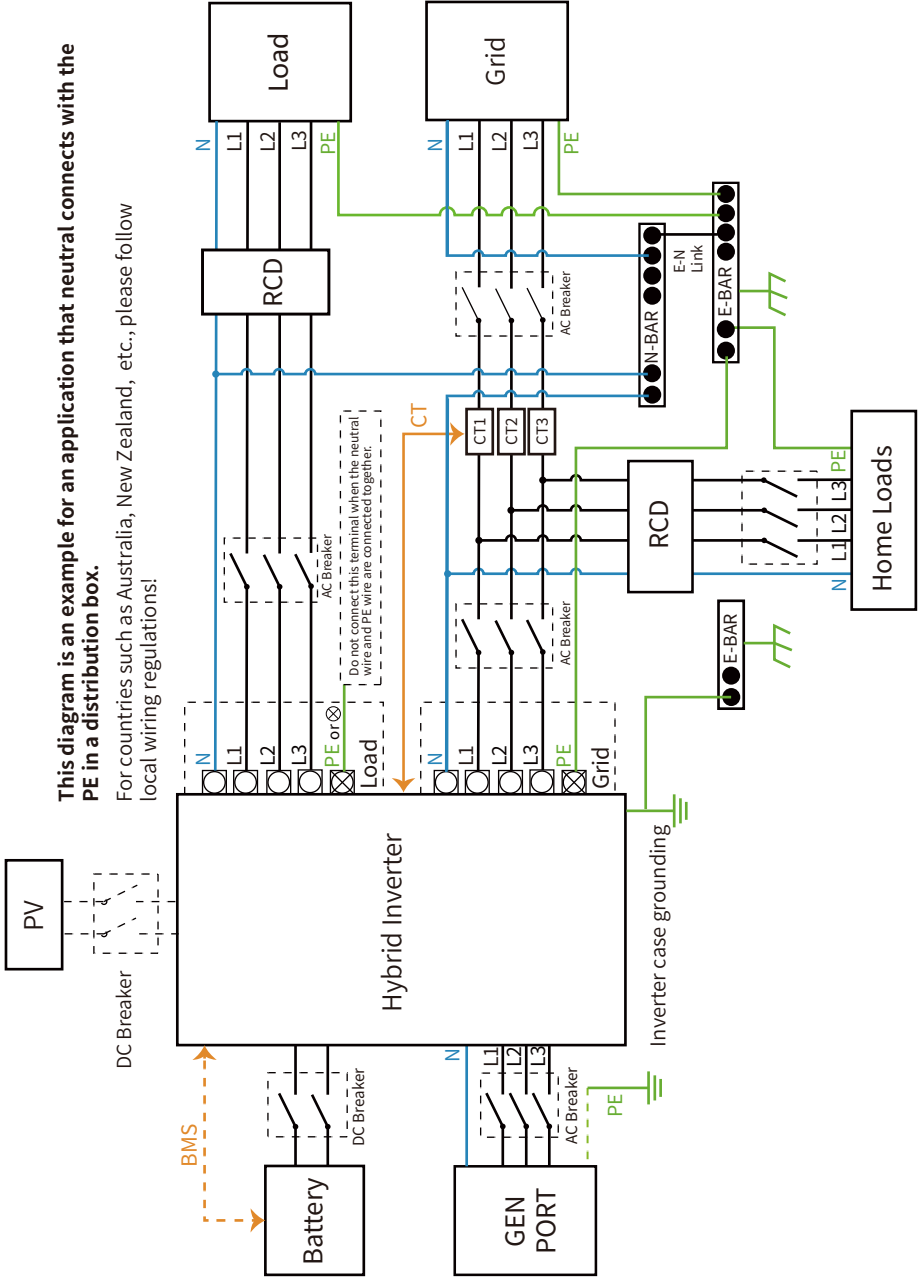 This diagram is an example for an application that neutral connects with the
PE in a distribution box.
For countries such as Australia, New Zealand, etc., please follow
local wiring regulations!
PV
DC Breaker
BMS
Battery
DC Breaker
Hybrid Inverter
N
L1
L2
L3
PE or
Load
AC Breaker
Do not connect this terminal when the neutral
wire and PE wire are connected together.
RCD
N
L1
L2
L3
PE
Load
CT
N
L1
L2
L3
PE
Grid
AC Breaker
CT1
CT2
CT3
AC Breaker
N
L1
L2
L3
PE
Grid
N
L1
L2
L3
AC Breaker
GEN
PORT
PE
Inverter case grounding
E-BAR
RCD
N-BAR
E-N
Link
E-BAR
N
L1
L2
L3
PE
Home Loads